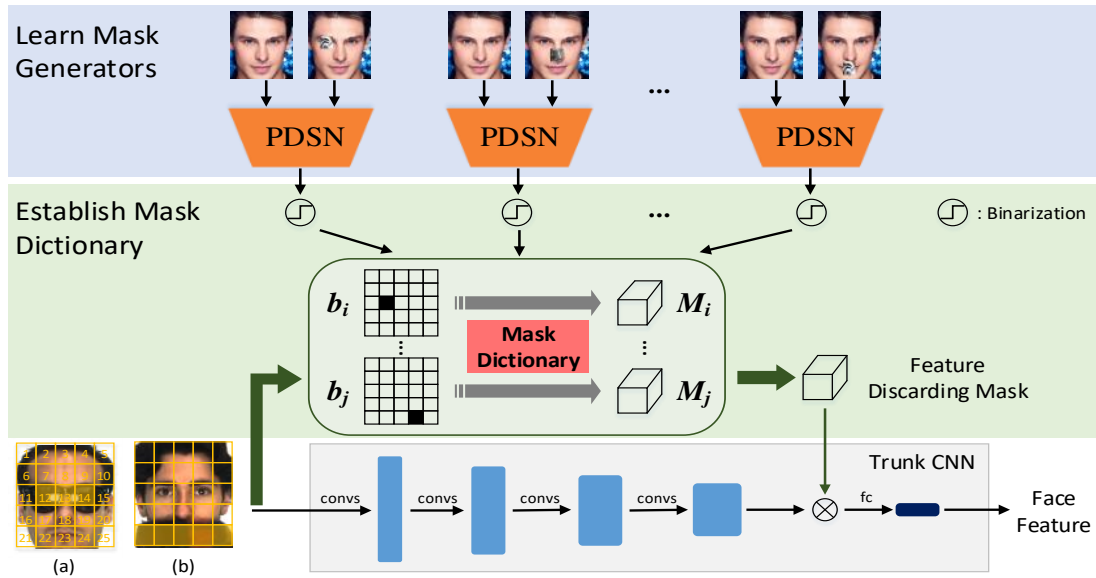 Learn Mask
Generators
...
PDSN
PDSN
PDSN
Establish Mask
Dictionary
...
: Binarization
b_i
M_i
Mask
Dictionary
b_j
M_j
Feature
Discarding Mask
1 2 3 4 5
6 7 8 9 10
11 12 13 14 15
16 17 18 19 20
21 22 23 24 25
(a)
(b)
Trunk CNN
convs
convs
convs
convs
fc
Face
Feature